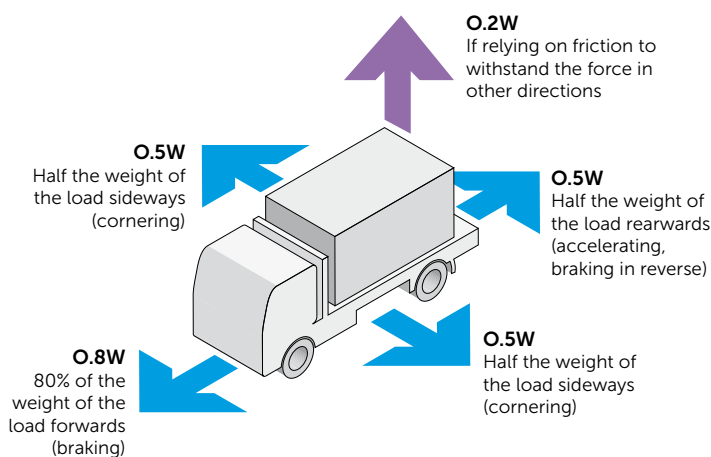 O.2W
If relying on friction to
withstand the force in
other directions
O.5W
Half the weight of
the load sideways
(cornering)
O.5W
Half the weight of
the load rearwards
(accelerating,
braking in reverse)
O.8W
80% of the
weight of the
load forwards
(braking)
O.5W
Half the weight of
the load sideways
(cornering)